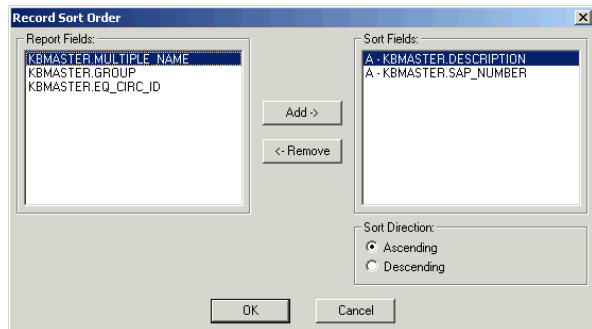 Record Sort Order
Report Fields:
KBMASTER.MULTIPLE_NAME
KBMASTER.GROUP
KBMASTER.EQ_CIRC_ID
Add ->
<- Remove
Sort Fields:
A - KBMASTER.DESCRIPTION
A - KBMASTER.SAP_NUMBER
Sort Direction:
Ascending
Descending
OK
Cancel